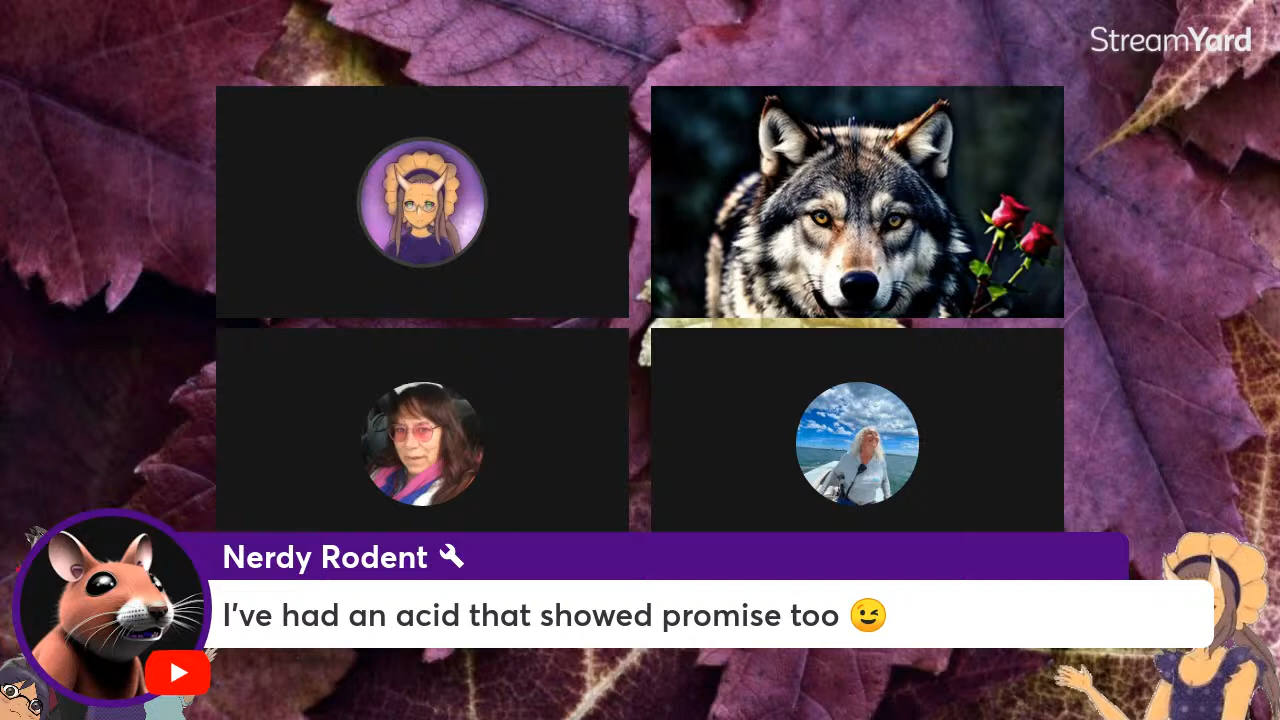 StreamYard
Nerdy Rodent
I've had an acid that showed promise too 😉